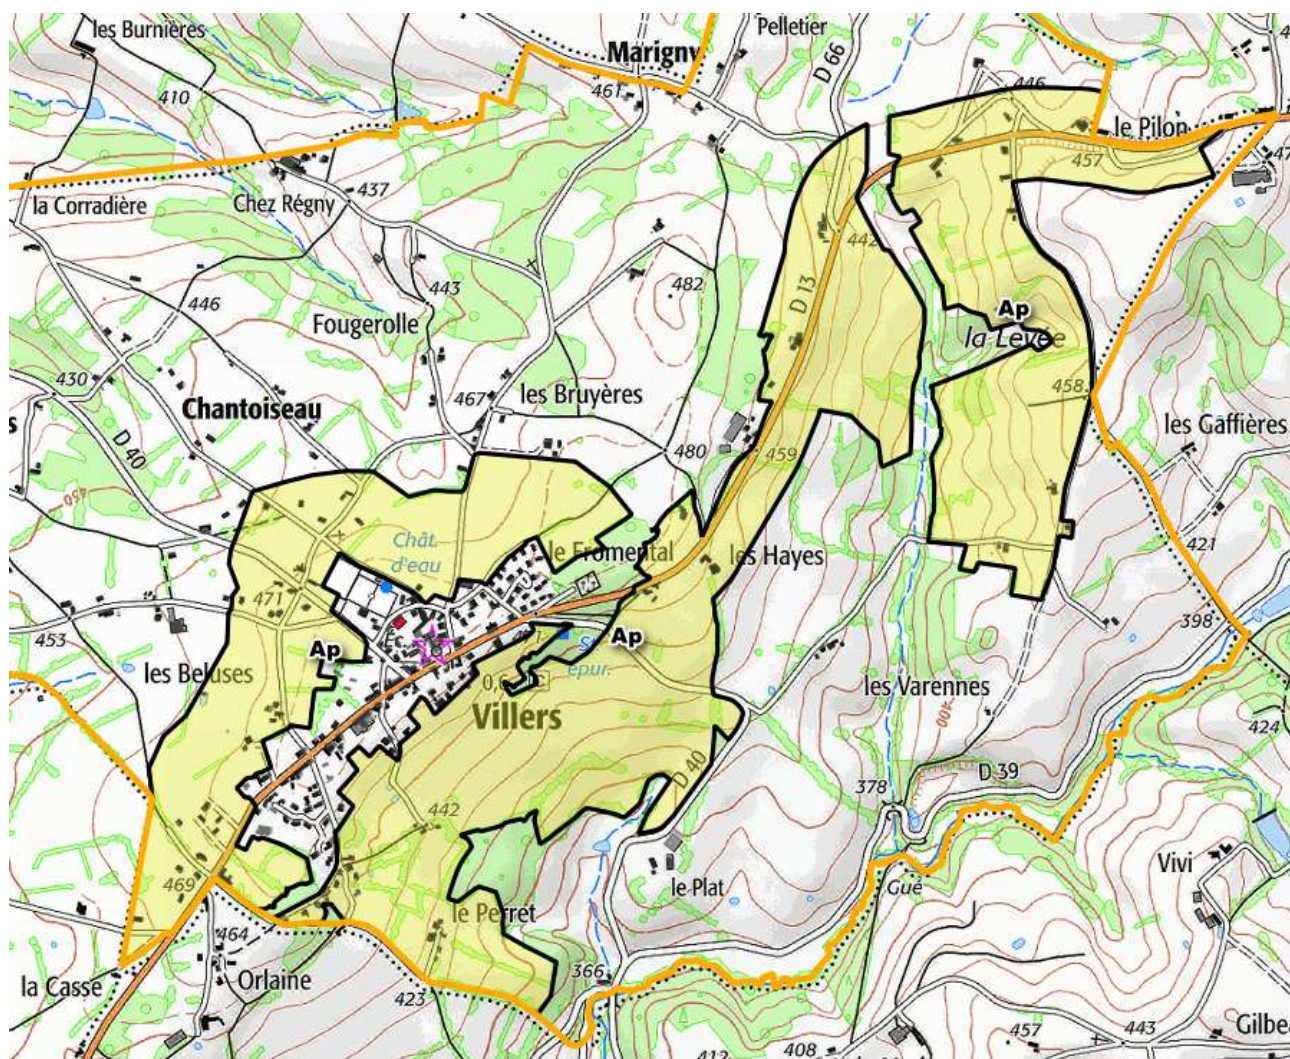 les Burnières
Marigny
Pelletier
D 66
461
410
446
le Pilon
457
437
la Corradière
Chez Régny
442
443
482
446
Fougerolle
D 13
Ap
la Levée
430
467
les Bruyères
458
Chantoiseau
les Gaffières
D 40
480
459
450
Chât.
d'eau
le Fromental
les Hayes
421
471
453
398
Ap
Ap
St
épur.
les Beluses
les Varennes
400
Villers
424
D 40
D 39
378
442
Vivi
469
le Plat
Gué
le Perret
464
la Casse
Orlaine
366
423
457
443
408
412